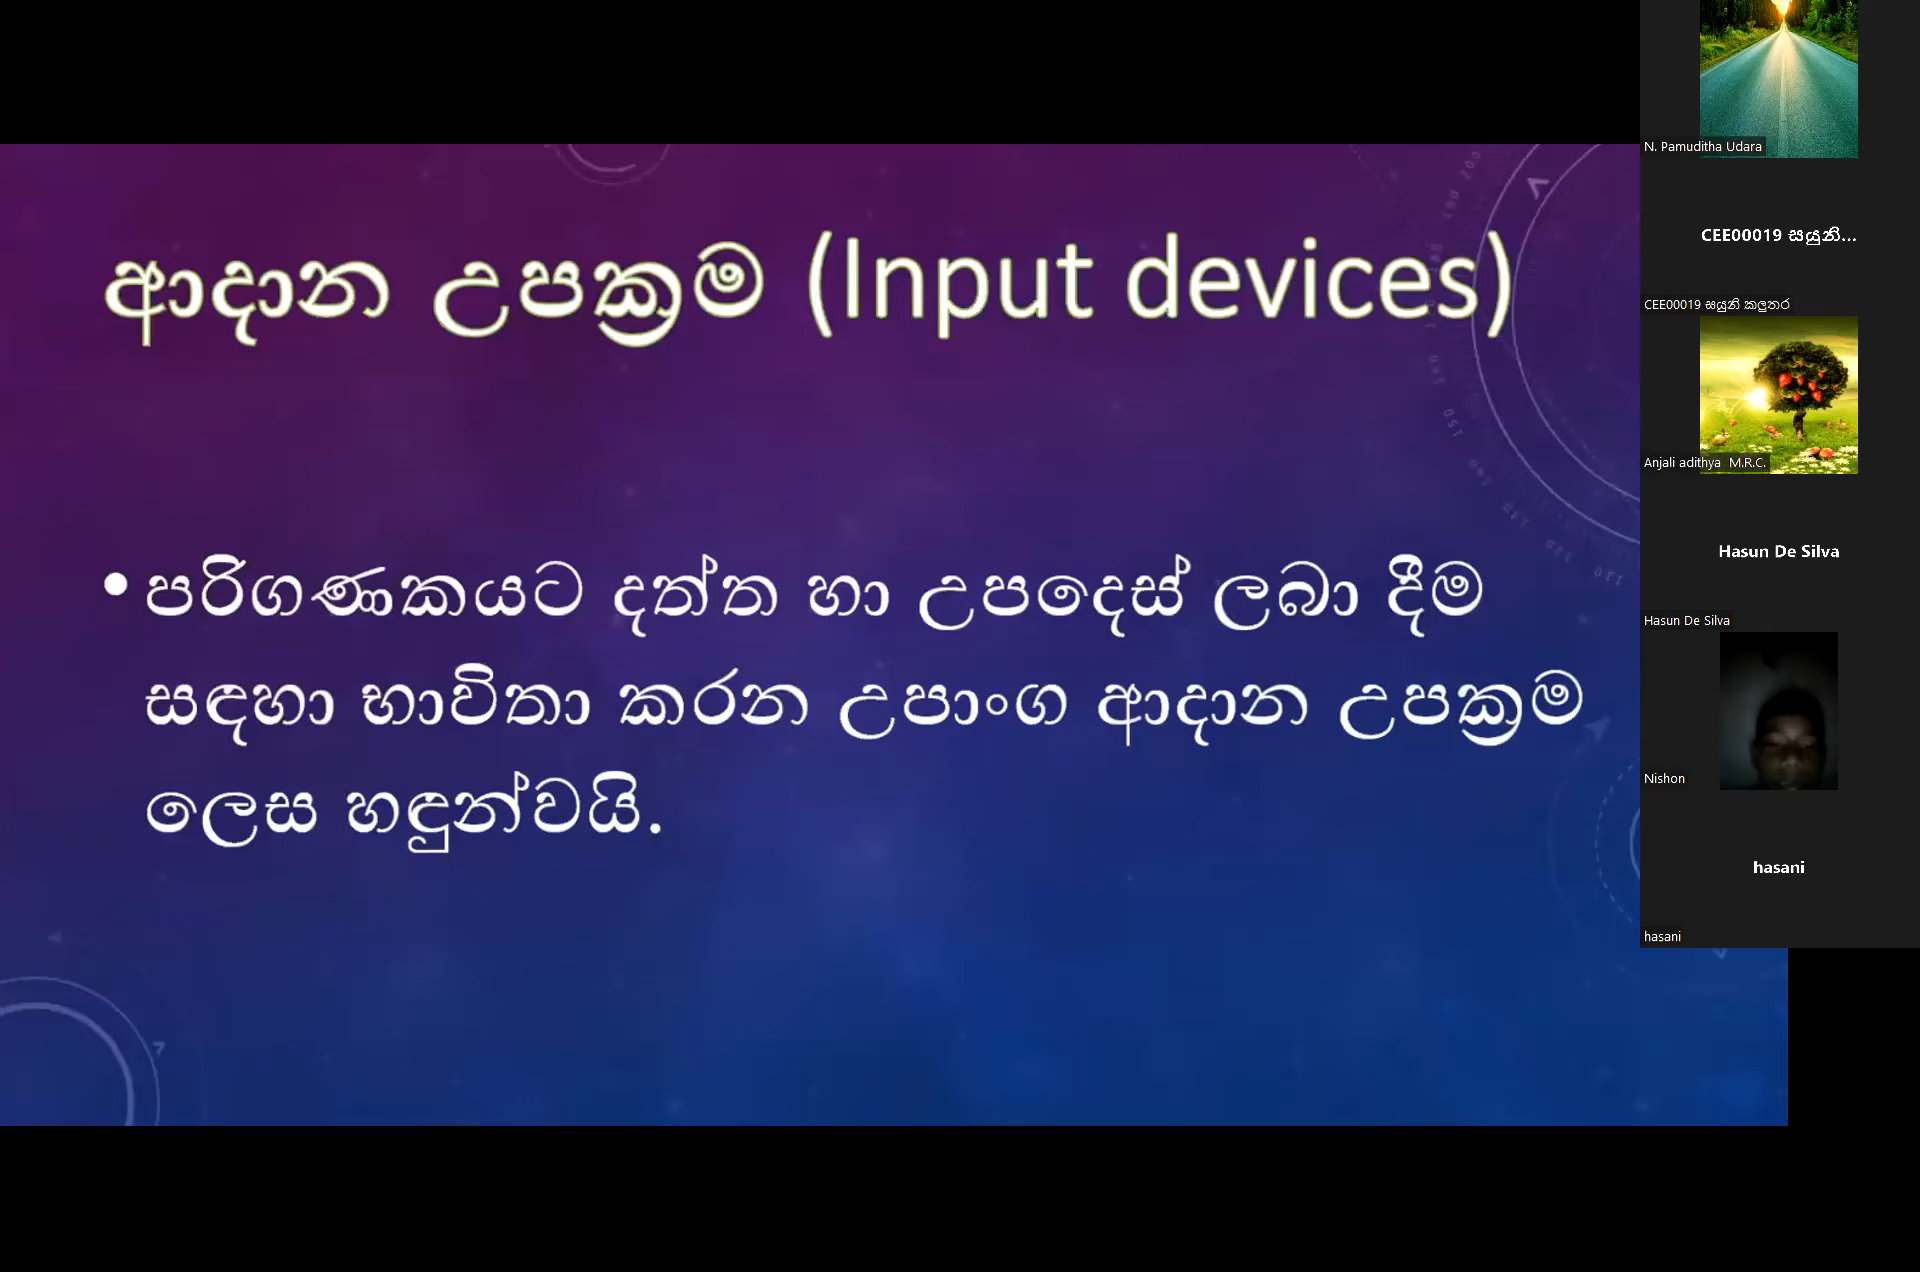 ආදාන උපක්‍රම (Input devices)
• පරිගණකයට දත්ත හා උපදෙස් ලබා දීම
සඳහා භාවිතා කරන උපාංග ආදාන උපක්‍රම
ලෙස හඳුන්වයි.
N. Pamuditha Udara
CEE00019 සයුනි...
CEE00019 සයුනි කලුතර
Anjali adithya M.R.C.
Hasun De Silva
Hasun De Silva
Nishon
hasani
hasani